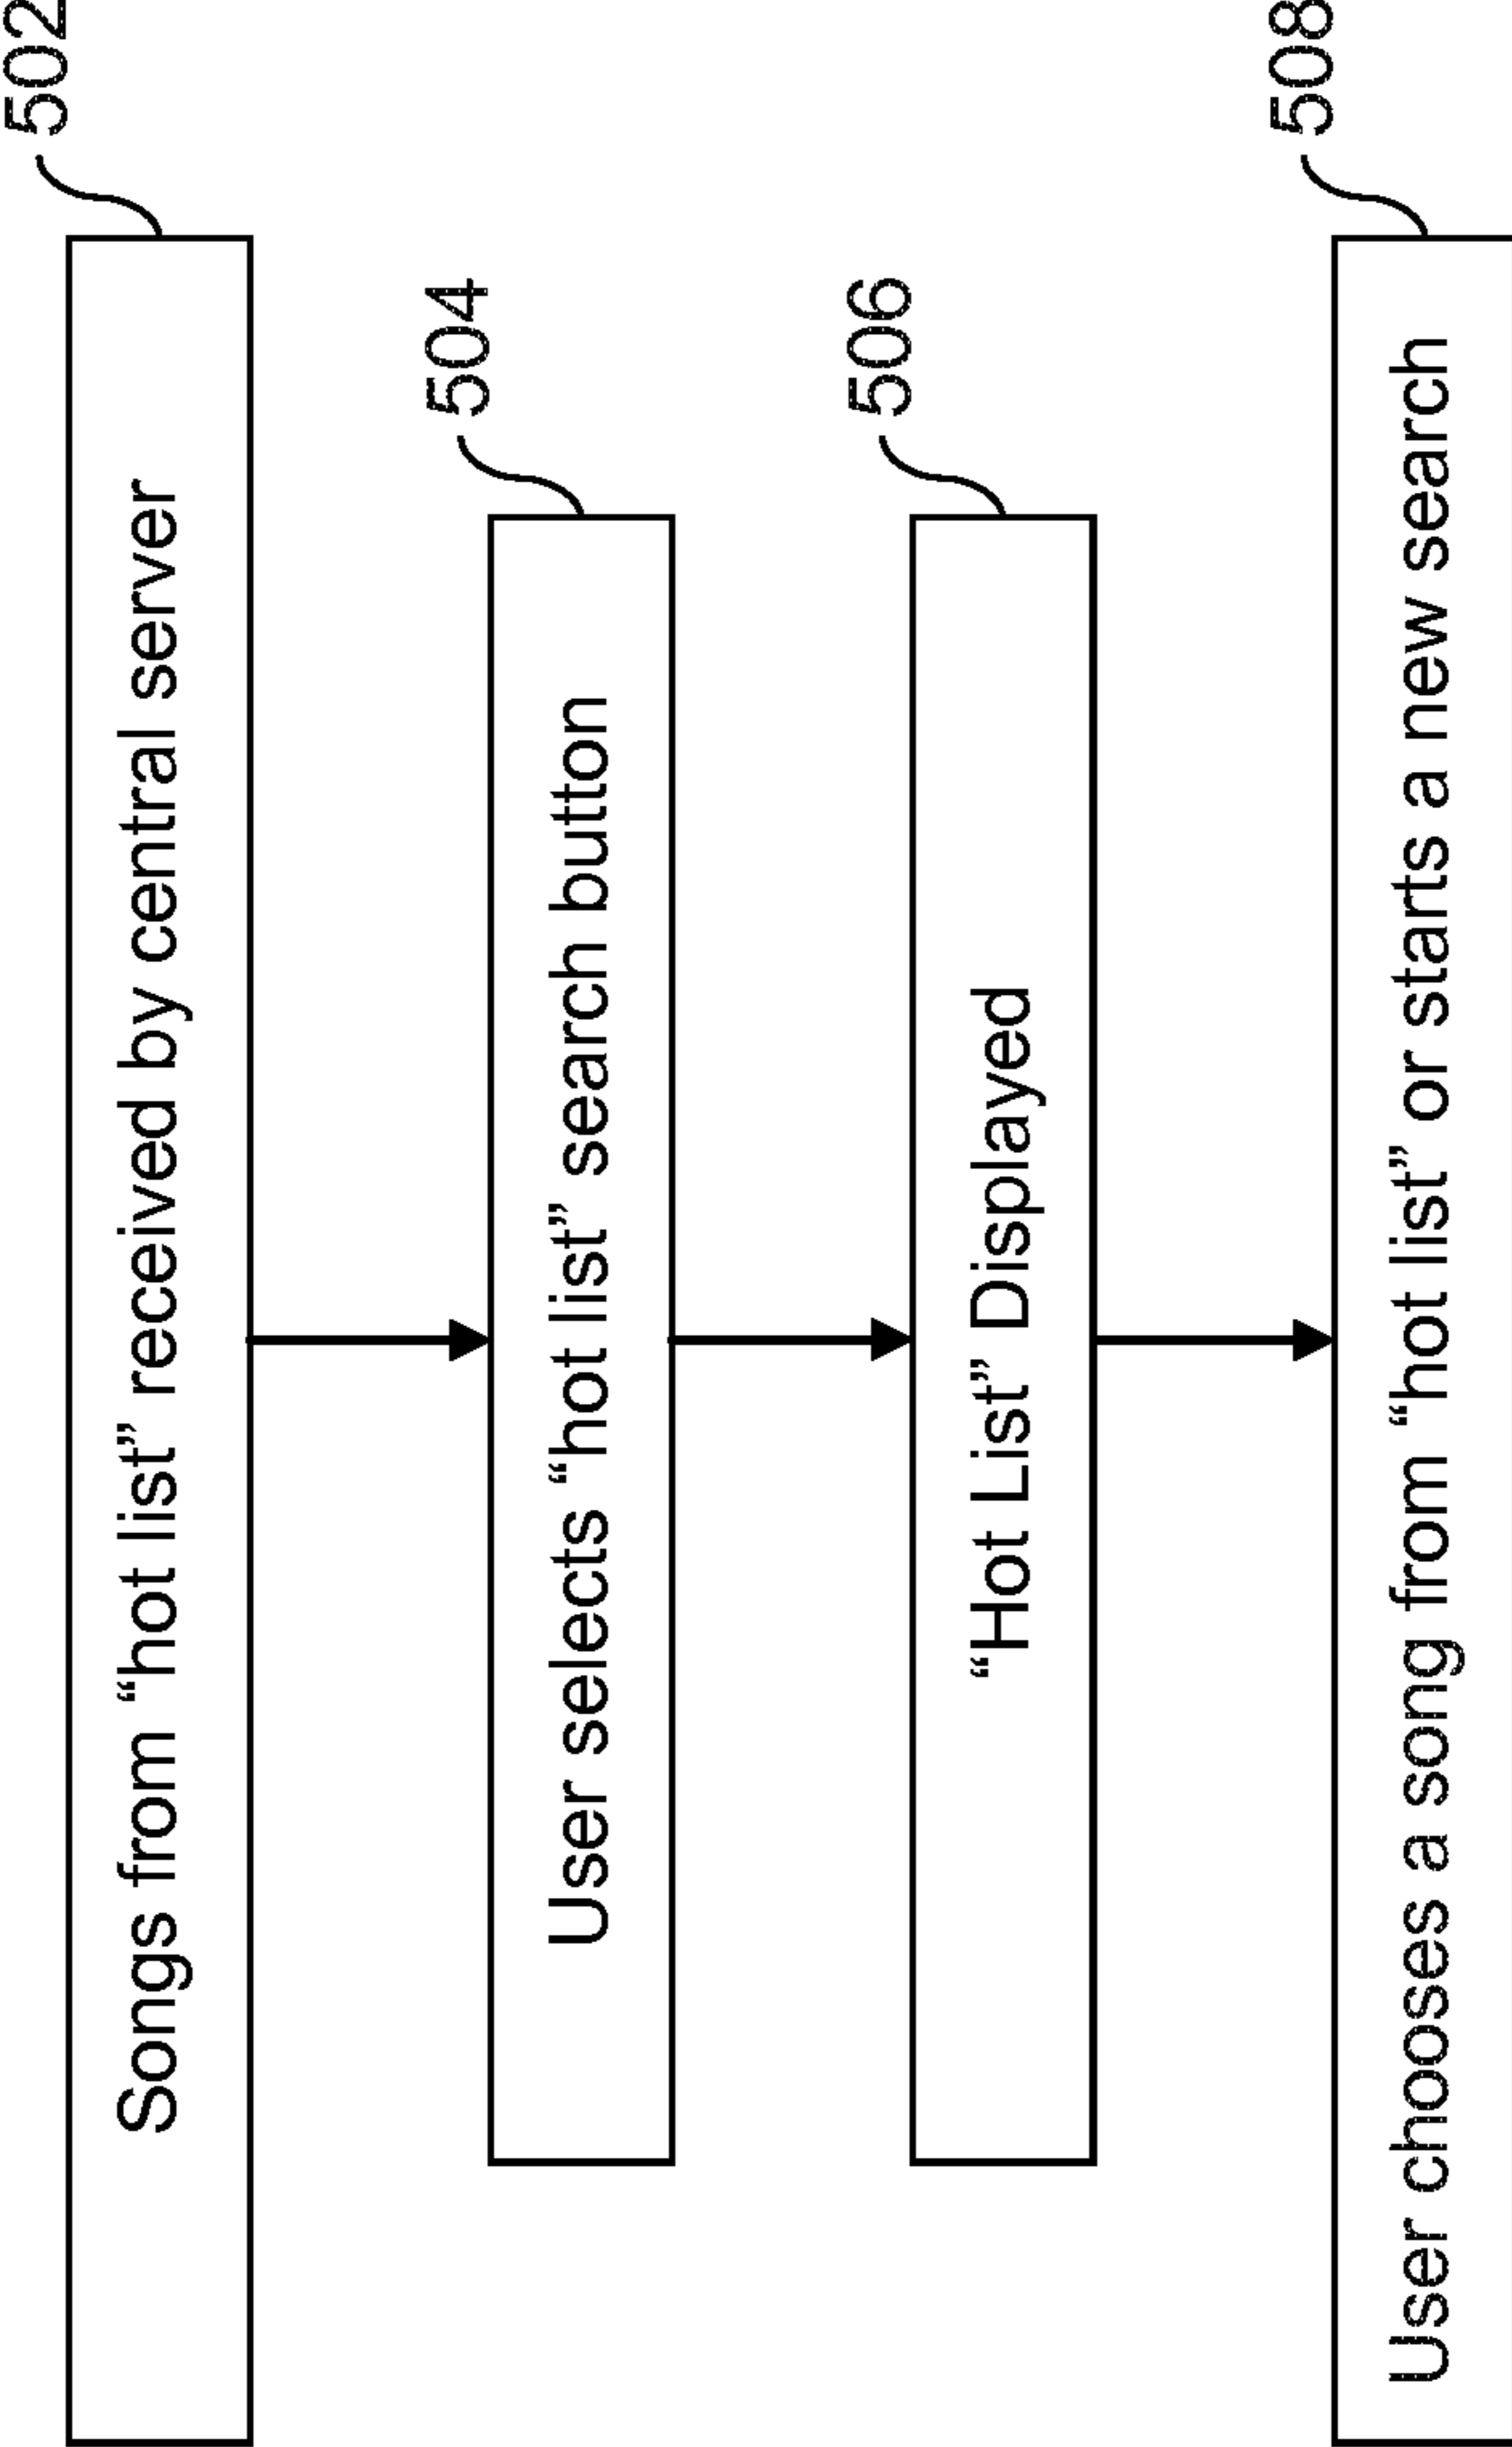 502
Songs from “hot list” received by central server
504
User selects “hot list” search button
506
“Hot List” Displayed
508
User chooses a song from “hot list” or starts a new search